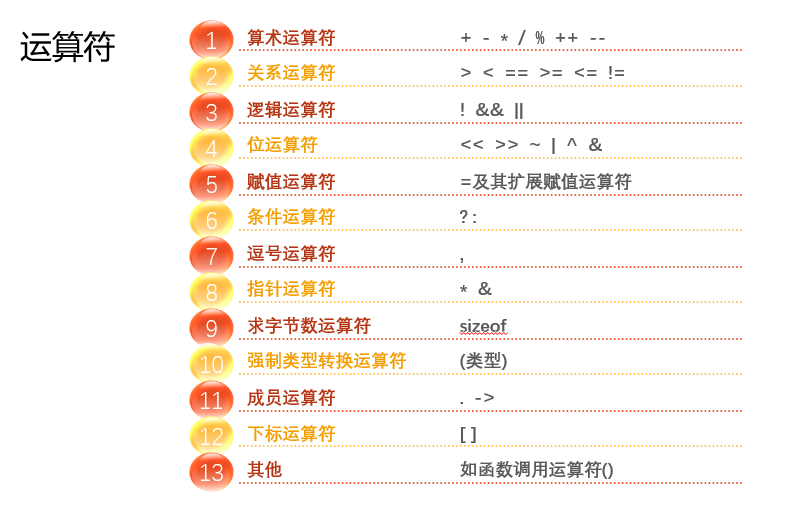 运算符
1 算术运算符 + - * / % ++ --
2 关系运算符 > < == >= <= !=
3 逻辑运算符 ! && ||
4 位运算符 << >> ~ | ^ &
5 赋值运算符 =及其扩展赋值运算符
6 条件运算符 ? :
7 逗号运算符 ,
8 指针运算符 * &
9 求字节数运算符 sizeof
10 强制类型转换运算符 (类型)
11 成员运算符 . ->
12 下标运算符 [ ]
13 其他 如函数调用运算符()